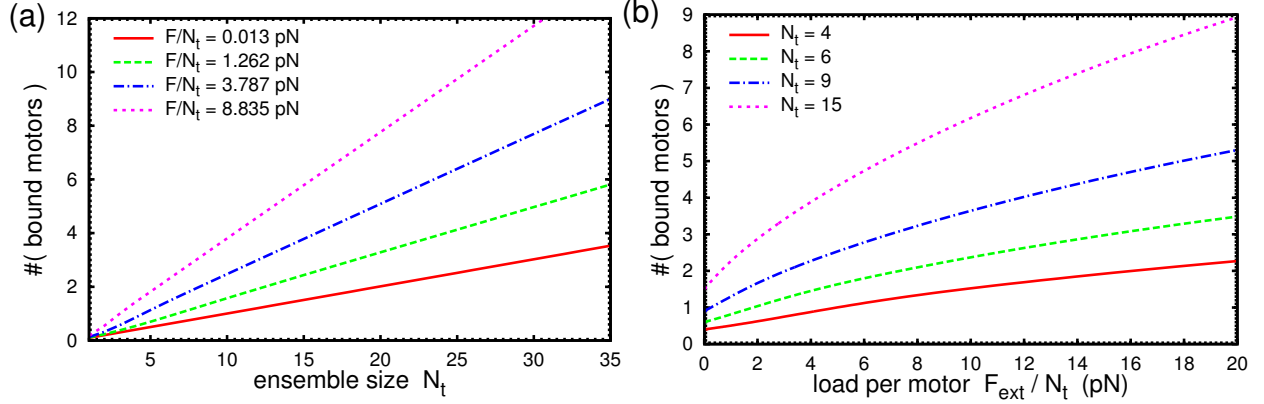 (a)
#( bound motors )
12
10
8
6
4
2
0
F/N_t = 0.013 pN
F/N_t = 1.262 pN
F/N_t = 3.787 pN
F/N_t = 8.835 pN
5 10 15 20 25 30 35
ensemble size N_t
(b)
#( bound motors )
9
8
7
6
5
4
3
2
1
0
N_t = 4
N_t = 6
N_t = 9
N_t = 15
0 2 4 6 8 10 12 14 16 18 20
load per motor F_ext / N_t (pN)